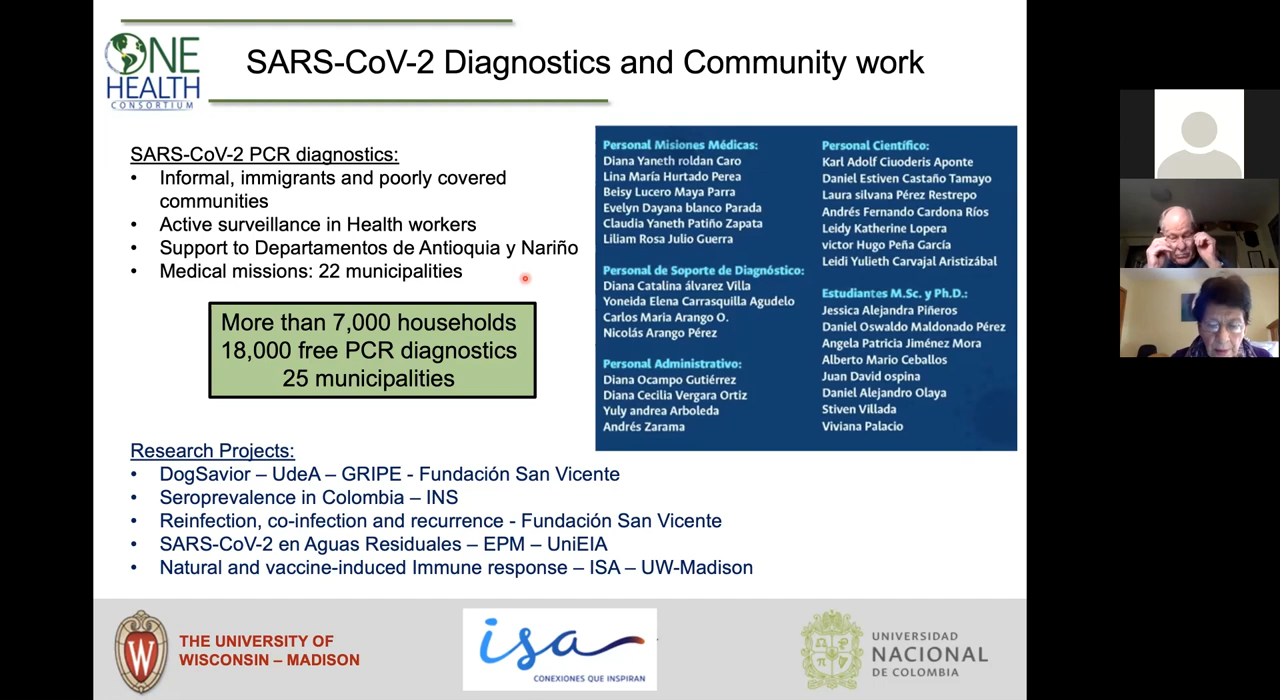 ONE
HEALTH
CONSORTIUM
SARS-CoV-2 Diagnostics and Community work
SARS-CoV-2 PCR diagnostics:
• Informal, immigrants and poorly covered
communities
• Active surveillance in Health workers
• Support to Departamentos de Antioquia y Nariño
• Medical missions: 22 municipalities
More than 7,000 households
18,000 free PCR diagnostics
25 municipalities
Personal Misiones Médicas:
Diana Yaneth roldan Caro
Lina María Hurtado Perea
Beisy Lucero Maya Parra
Evelyn Dayana blanco Parada
Claudia Yaneth Patiño Zapata
Liliam Rosa Julio Guerra
Personal de Soporte de Diagnóstico:
Diana Catalina álvarez Villa
Yoneida Elena Carrasquilla Agudelo
Carlos Maria Arango O.
Nicolás Arango Pérez
Personal Administrativo:
Diana Ocampo Gutiérrez
Diana Cecilia Vergara Ortiz
Yuly andrea Arboleda
Andrés Zarama
Personal Científico:
Karl Adolf Ciuoderis Aponte
Daniel Estiven Castaño Tamayo
Laura silvana Pérez Restrepo
Andrés Fernando Cardona Ríos
Leidy Katherine Lopera
victor Hugo Peña García
Leidi Yulieth Carvajal Aristizábal
Estudiantes M.Sc. y Ph.D.:
Jessica Alejandra Piñeros
Daniel Oswaldo Maldonado Pérez
Angela Patricia Jiménez Mora
Alberto Mario Ceballos
Juan David ospina
Daniel Alejandro Olaya
Stiven Villada
Viviana Palacio
Research Projects:
• DogSavior – UdeA – GRIPE - Fundación San Vicente
• Seroprevalence in Colombia – INS
• Reinfection, co-infection and recurrence - Fundación San Vicente
• SARS-CoV-2 en Aguas Residuales – EPM – UniEIA
• Natural and vaccine-induced Immune response – ISA – UW-Madison
W
THE UNIVERSITY OF
WISCONSIN – MADISON
isa
CONEXIONES QUE INSPIRAN
UNIVERSIDAD
NACIONAL
DE COLOMBIA